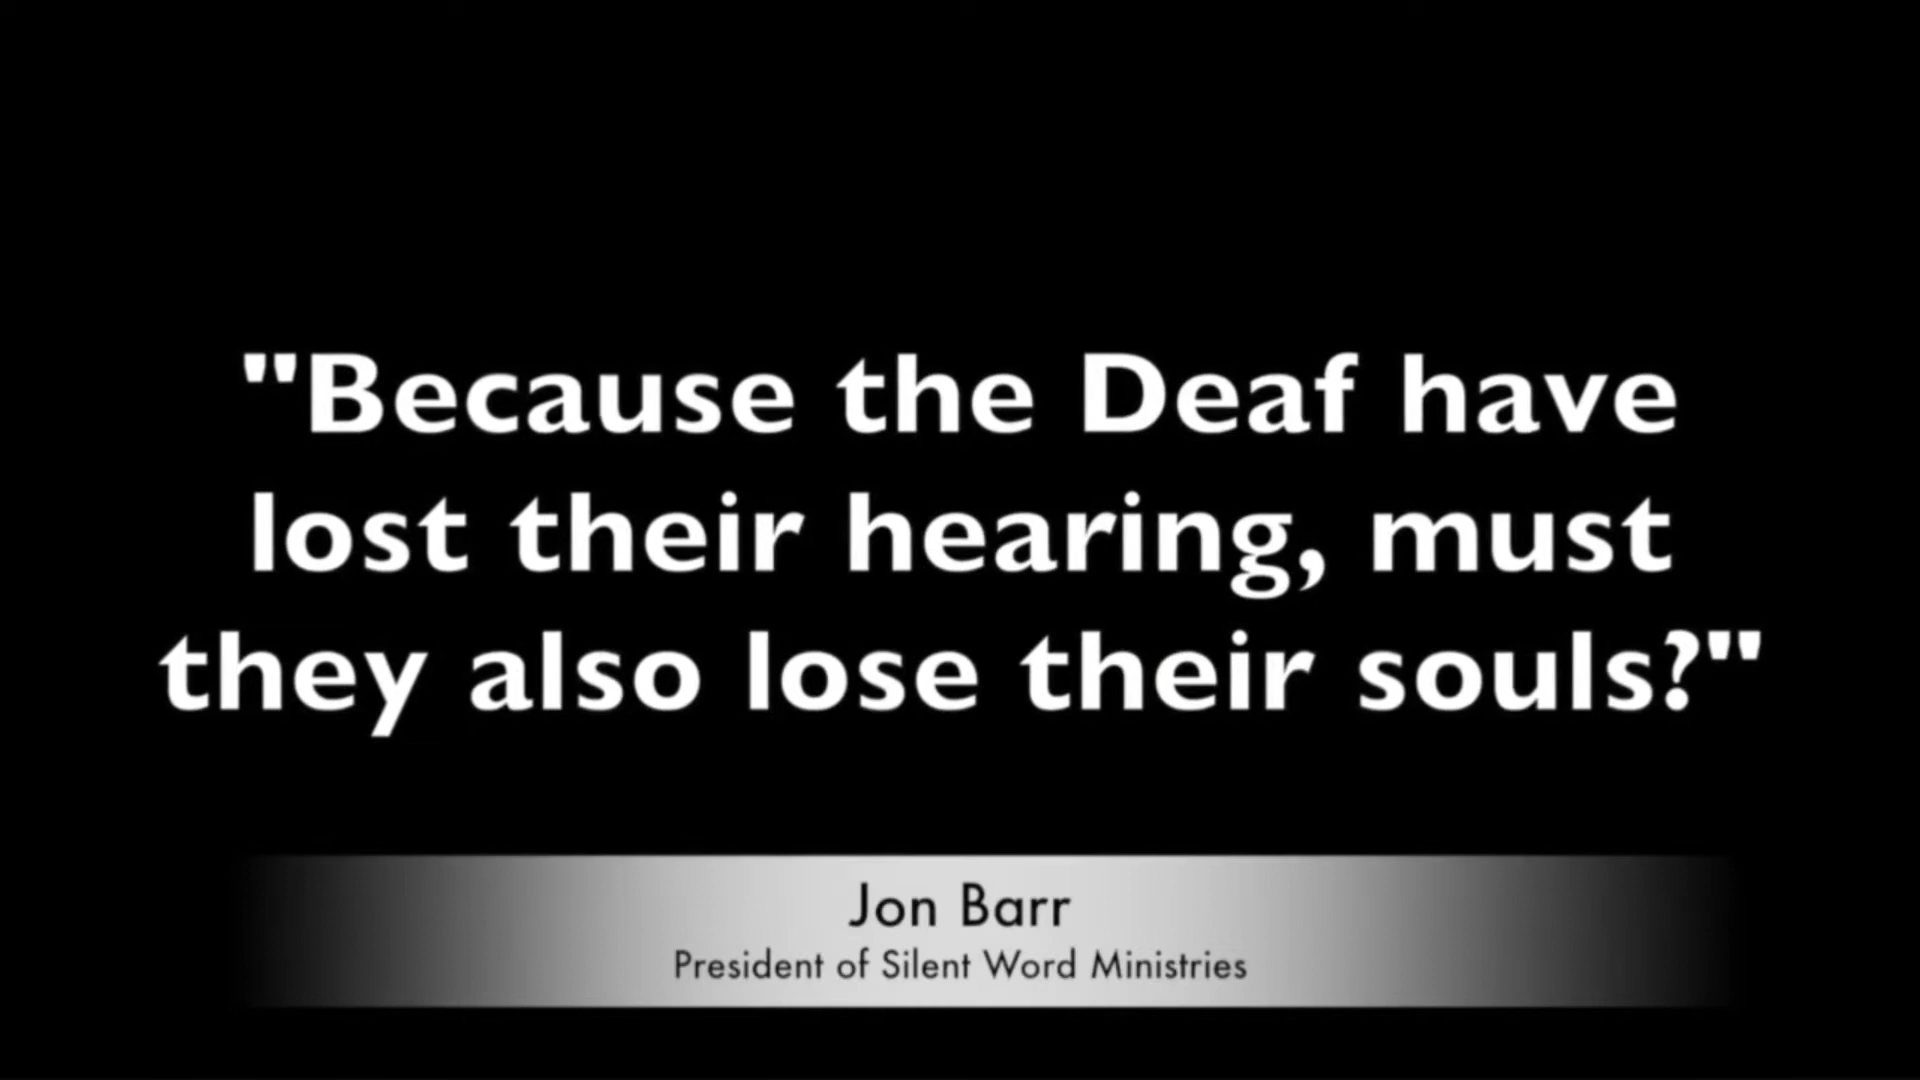 "Because the Deaf have
lost their hearing, must
they also lose their souls?"
Jon Barr
President of Silent Word Ministries